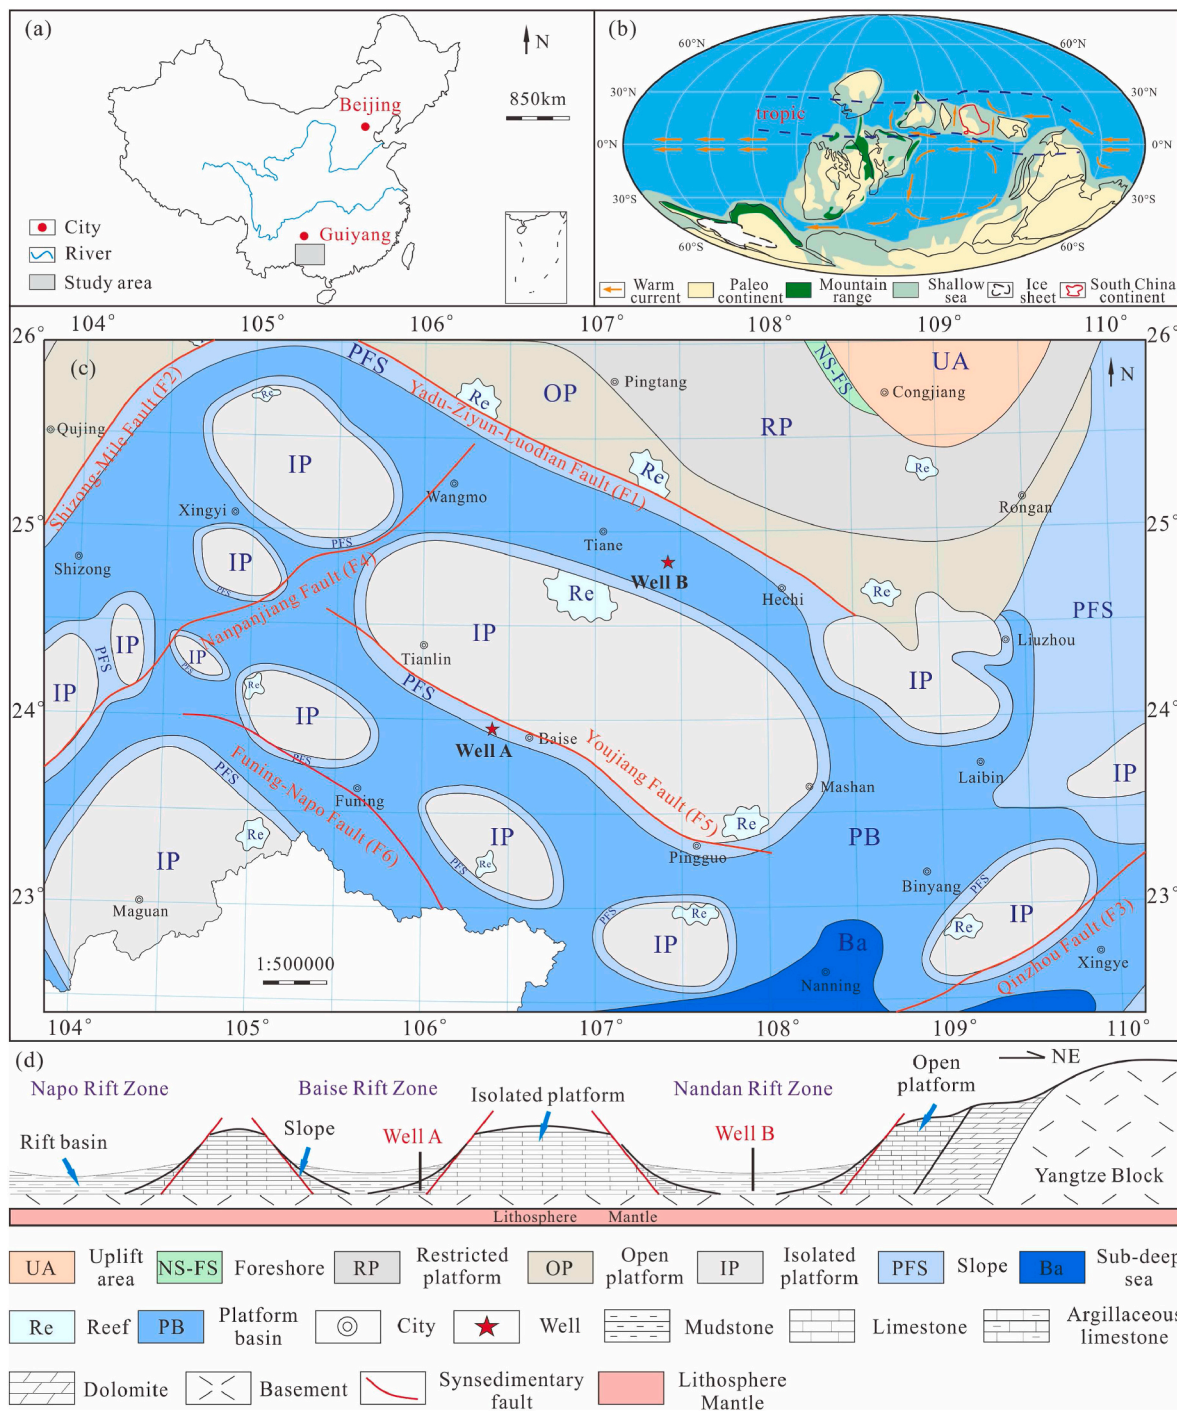 (a)
N
850km
Beijing
Guiyang
City
River
Study area
(b)
60°N
60°N
30°N
30°N
tropic
0°N
0°N
30°S
30°S
60°S
60°S
Warm current
Paleo continent
Mountain range
Shallow sea
Ice sheet
South China continent
104°
105°
106°
107°
108°
109°
110°
26°
26°
(c)
N
PFS
OP
Pingtang
NS-FS
UA
Congjiang
RP
Qujing
Shizong-Mile Fault (F2)
Re
IP
Re
Yadu-Ziyun-Luodian Fault (F1)
Re
Re
Rongan
Wangmo
Xingyi
25°
25°
PFS
Tiane
Shizong
IP
PFS
Nanpanjiang Fault (F4)
Well B
Hechi
Re
Re
PFS
IP
IP
Tianlin
Liuzhou
IP
PFS
IP
PFS
IP
PFS
Re
IP
24°
24°
PFS
Well A
Baise
Youjiang Fault (F5)
Laibin
IP
PFS
Funing-Napo Fault (F6)
Funing
Mashan
Re
IP
IP
PFS
Re
Re
Pingguo
PB
Binyang
PFS
23°
23°
Maguan
IP
Re
PFS
IP
Re
Qinzhou Fault (F3)
Ba
Nanning
Xingye
1:500000
104°
105°
106°
107°
108°
109°
110°
(d)
NE
Napo Rift Zone
Baise Rift Zone
Isolated platform
Nandan Rift Zone
Open
platform
Rift basin
Slope
Well A
Well B
Yangtze Block
Lithosphere Mantle
UA
Uplift
area
NS-FS
Foreshore
RP
Restricted
platform
OP
Open
platform
IP
Isolated
platform
PFS
Slope
Ba
Sub-deep
sea
Re
Reef
PB
Platform
basin
City
Well
Mudstone
Limestone
Argillaceous
limestone
Dolomite
Basement
Synsedimentary
fault
Lithosphere
Mantle